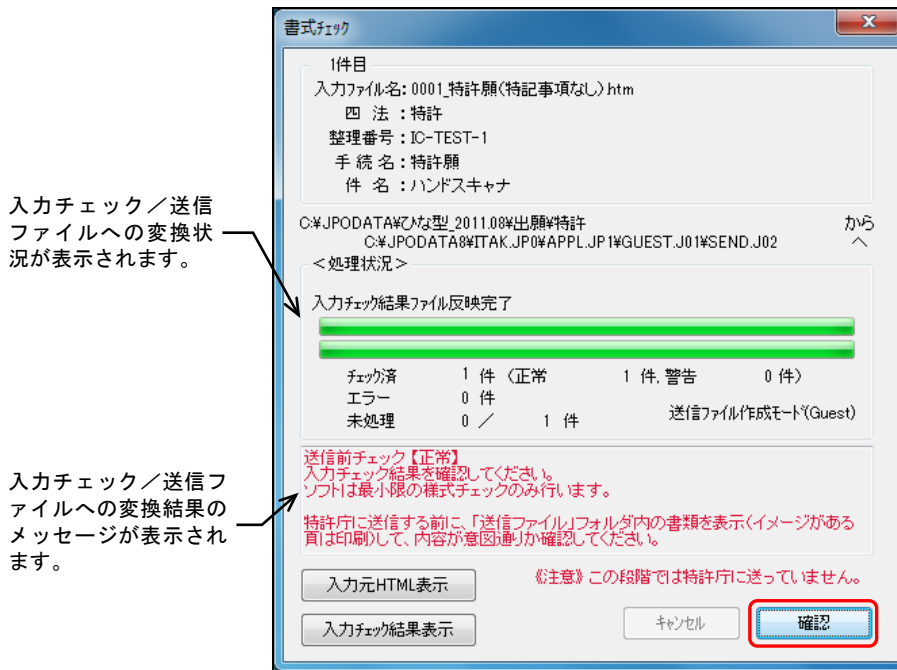 書式ﾁｪｯｸ
1件目
入力ﾌｧｲﾙ名：0001_特許願(特記事項なし).htm
四 法：特許
整理番号：IC-TEST-1
手 続 名：特許願
件 名：ハンドスキャナ
入力チェック／送信
ファイルへの変換状
況が表示されます。
C:¥JPODATA¥ひな型_2011.08¥出願¥特許 から
C:¥JPODATA8¥ITAK.JP0¥APPL.JP1¥GUEST.J01¥SEND.J02 へ
＜処理状況＞
入力ﾁｪｯｸ結果ﾌｧｲﾙ反映完了
ﾁｪｯｸ済 1 件 (正常 1 件, 警告 0 件)
エラー 0 件
未処理 0 ／ 1 件 送信ﾌｧｲﾙ作成ﾓｰﾄﾞ(Guest)
入力チェック／送信フ
ァイルへの変換結果の
メッセージが表示され
ます。
送信前チェック【正常】
入力チェック結果を確認してください。
ソフトは最小限の様式チェックのみ行います。
特許庁に送信する前に、「送信ファイル」フォルダ内の書類を表示(イメージがある
頁は印刷)して、内容が意図通りか確認してください。
《注意》この段階では特許庁に送っていません。
入力元HTML表示
入力ﾁｪｯｸ結果表示 ｷｬﾝｾﾙ 確認